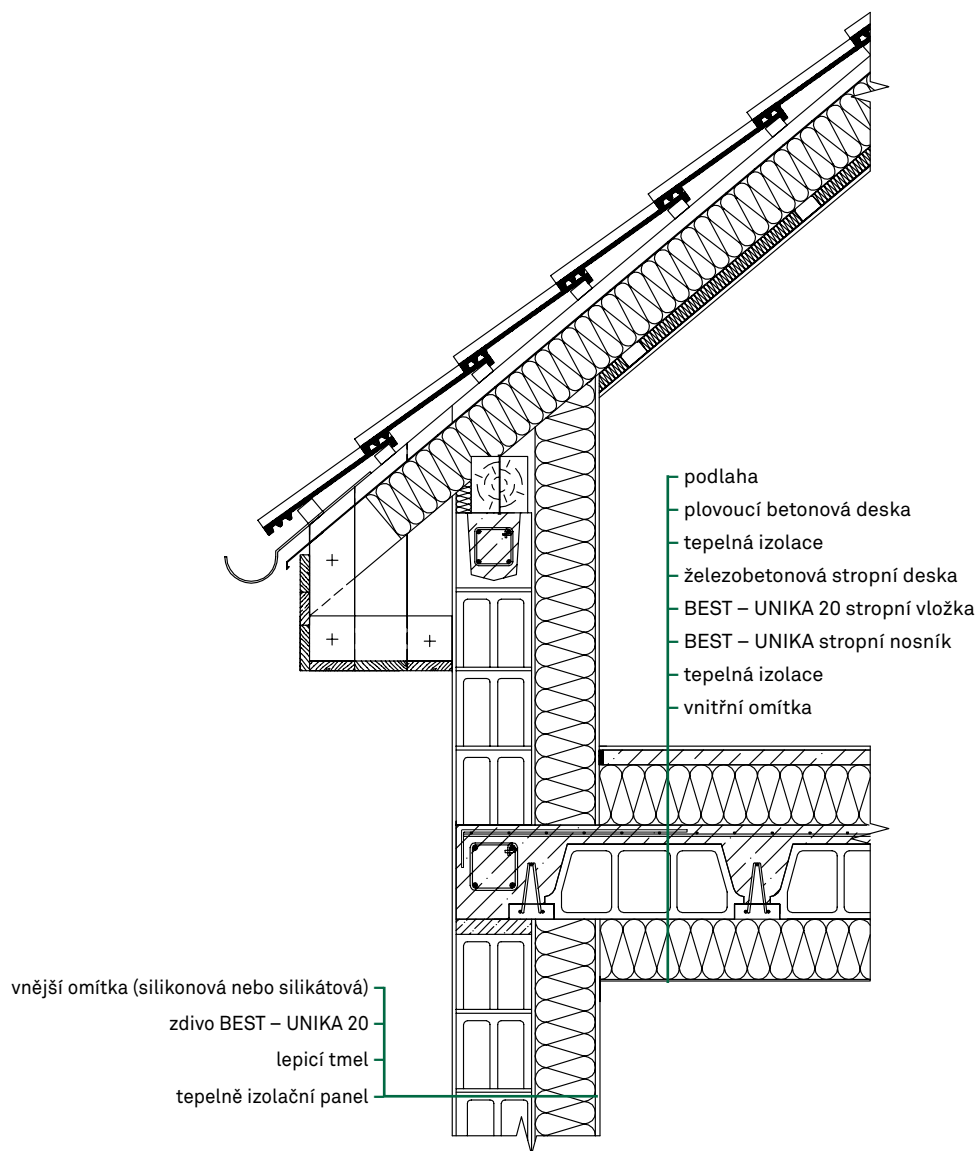 podlaha
plovoucí betonová deska
tepelná izolace
železobetonová stropní deska
BEST – UNIKA 20 stropní vložka
BEST – UNIKA stropní nosník
tepelná izolace
vnitřní omítka
vnější omítka (silikonová nebo silikátová)
zdivo BEST – UNIKA 20
lepicí tmel
tepelně izolační panel